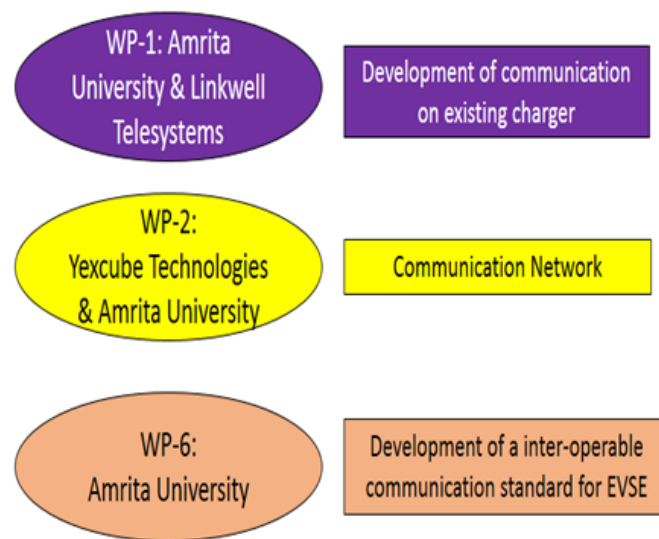 WP-1: Amrita
University & Linkwell
Telesystems
Development of communication
on existing charger
WP-2:
Yexcube Technologies
& Amrita University
Communication Network
WP-6:
Amrita University
Development of a inter-operable
communication standard for EVSE